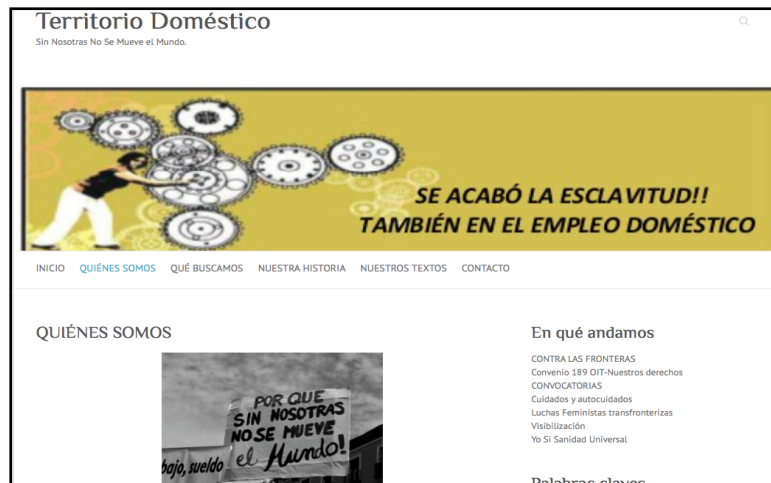 Territorio Doméstico
Sin Nosotras No Se Mueve el Mundo.
SE ACABÓ LA ESCLAVITUD!!
TAMBIÉN EN EL EMPLEO DOMÉSTICO
INICIO QUIÉNES SOMOS QUÉ BUSCAMOS NUESTRA HISTORIA NUESTROS TEXTOS CONTACTO
QUIÉNES SOMOS
POR QUE
SIN NOSOTRAS
NO SE MUEVE
el Mundo!
bajo, sueldo
En qué andamos
CONTRA LAS FRONTERAS
Convenio 189 OIT-Nuestros derechos
CONVOCATORIAS
Cuidados y autocuidados
Luchas Feministas transfronterizas
Visibilización
Yo Si Sanidad Universal
Palabras claves